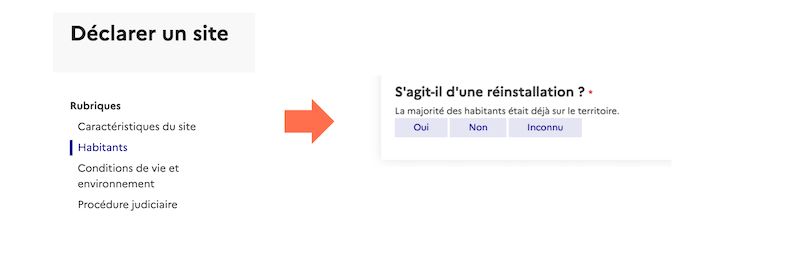 Déclarer un site
Rubriques
Caractéristiques du site
Habitants
Conditions de vie et
environnement
Procédure judiciaire
S'agit-il d'une réinstallation ? *
La majorité des habitants était déjà sur le territoire.
Oui Non Inconnu